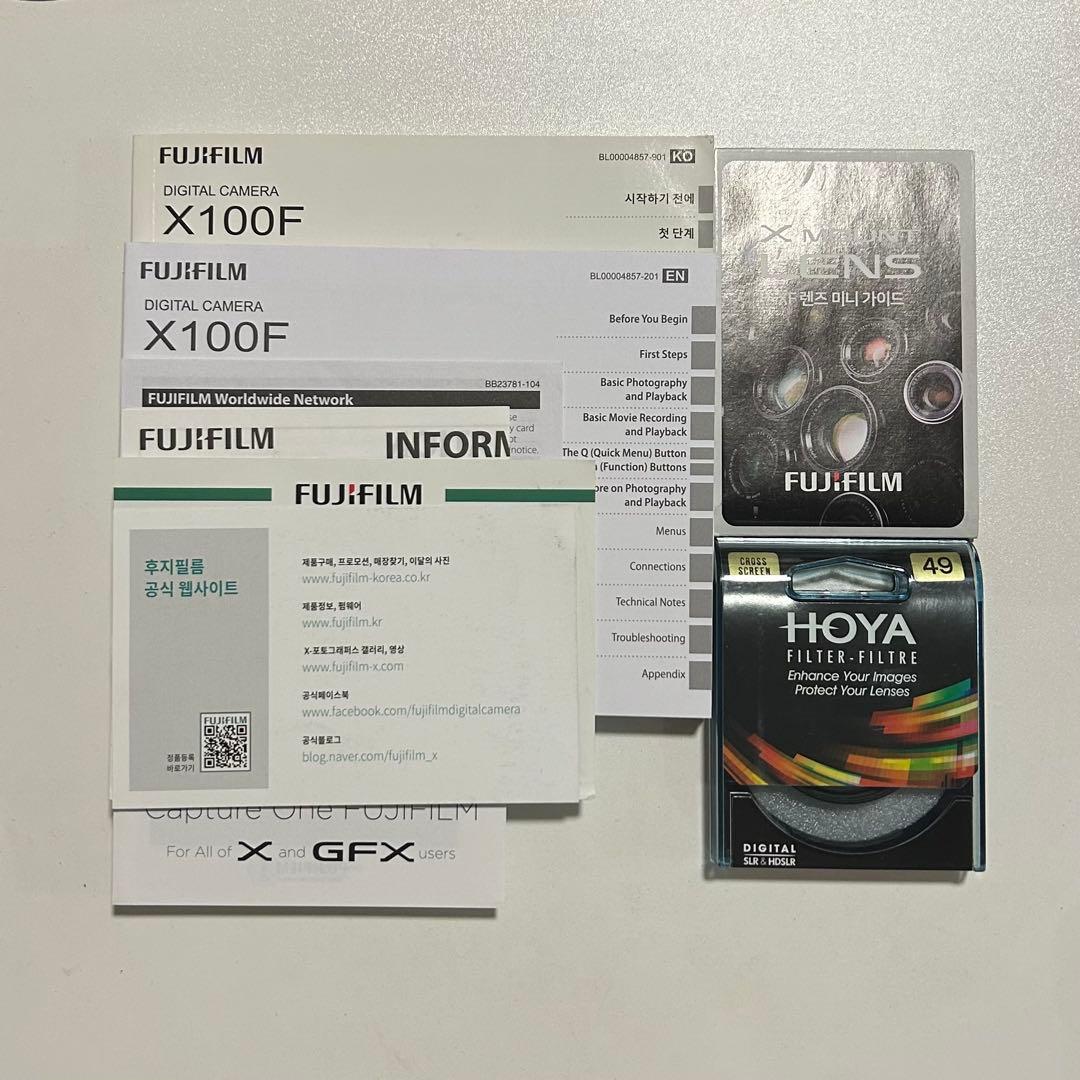 FUJIFILM
BL00004857-901 KO
DIGITAL CAMERA
X100F
시작하기 전에
첫 단계
FUJIFILM
BL00004857-201 EN
DIGITAL CAMERA
X100F
Before You Begin
First Steps
Basic Photography
and Playback
Basic Movie Recording
and Playback
The Q (Quick Menu) Button
(Function) Buttons
on Photography
and Playback
Menus
Connections
Technical Notes
Troubleshooting
Appendix
BB23781-104
FUJIFILM Worldwide Network
card
notice.
FUJIFILM
INFORM
FUJIFILM
후지필름
공식 웹사이트
FUJIFILM
정품등록
바로가기
제품구매, 프로모션, 매장찾기, 이달의 사진
www.fujifilm-korea.co.kr
제품정보, 펌웨어
www.fujifilm.kr
X-포토그래퍼스 갤러리, 영상
www.fujifilm-x.com
공식페이스북
www.facebook.com/fujifilmdigitalcamera
공식블로그
blog.naver.com/fujifilm_x
Capture One FUJIFILM
For All of X and GFX users
X MOUNT
LENS
XF 렌즈 미니 가이드
FUJIFILM
CROSS
SCREEN
49
HOYA
FILTER-FILTRE
Enhance Your Images
Protect Your Lenses
DIGITAL
SLR & HDSLR